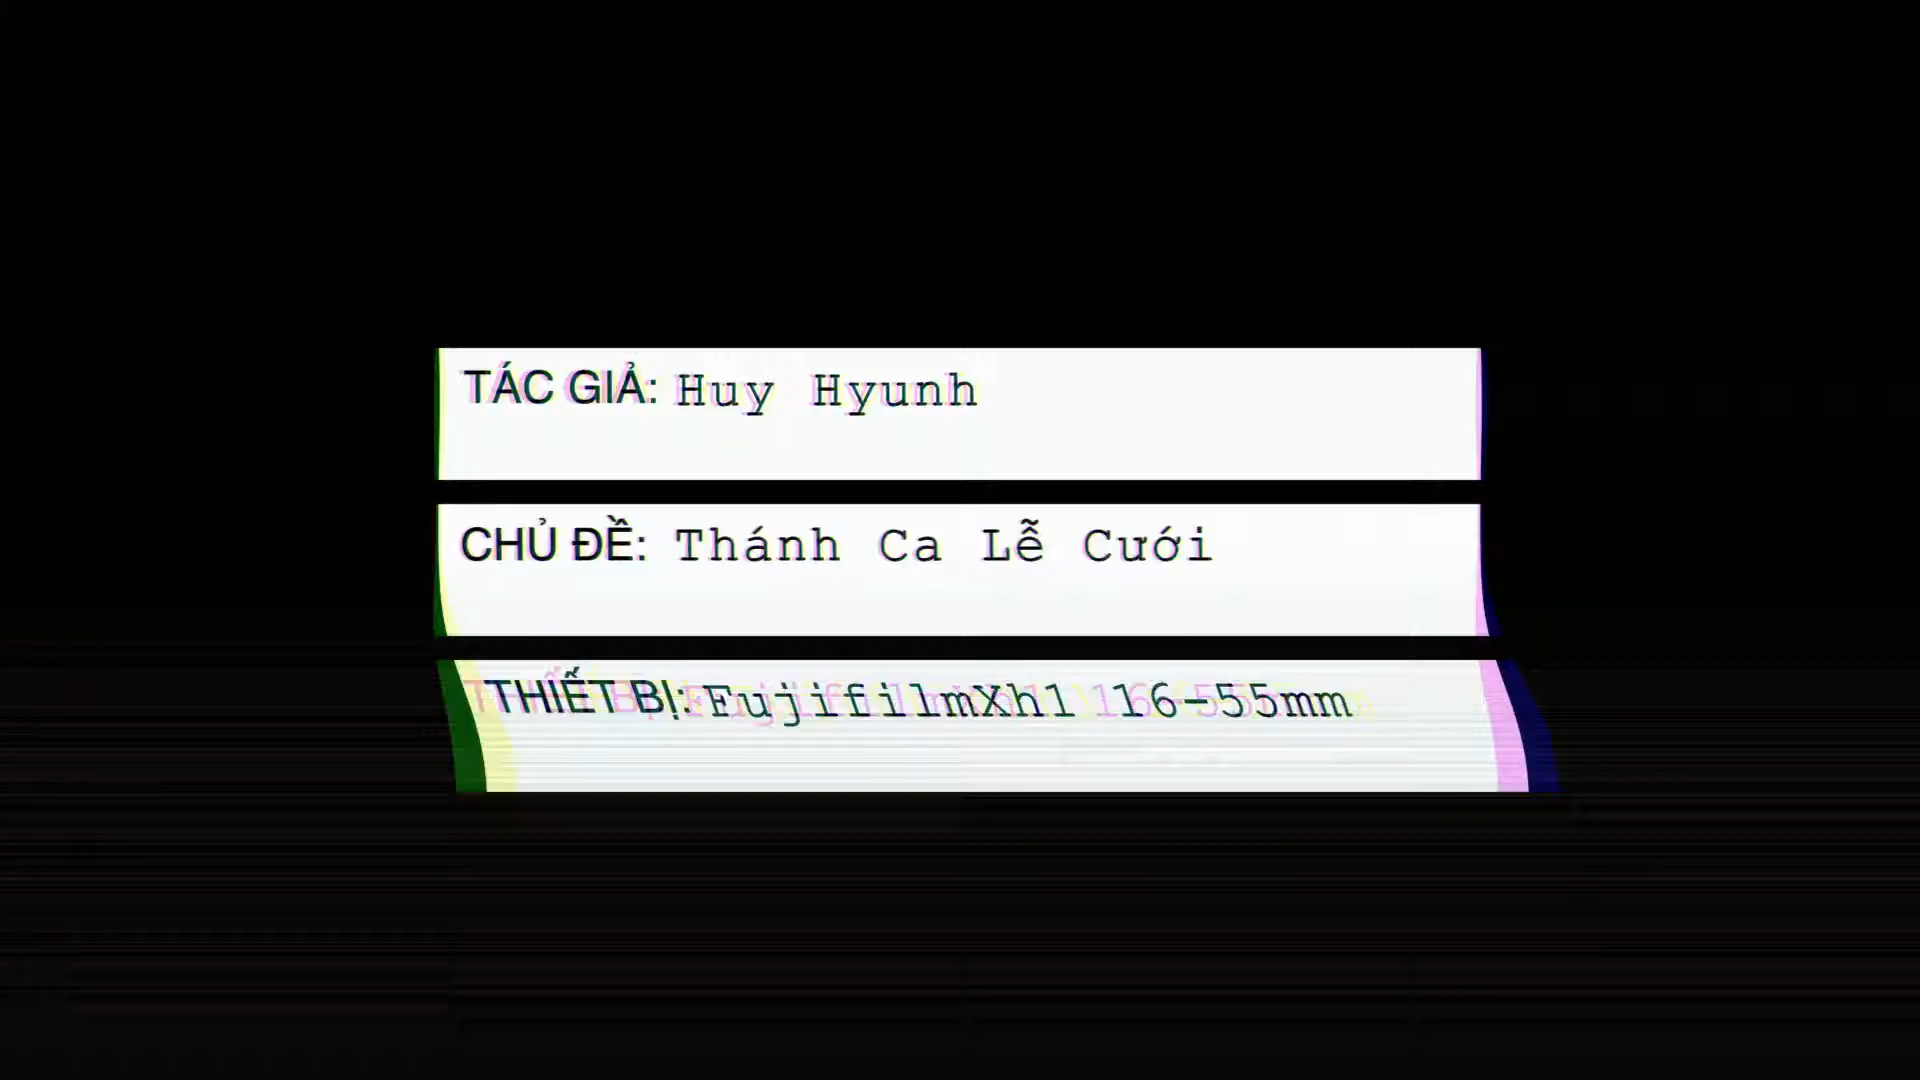 TÁC GIẢ: Huy Hyunh
CHỦ ĐỀ: Thánh Ca Lễ Cưới
THIẾT BỊ: FujifilmXh1 16-55mm